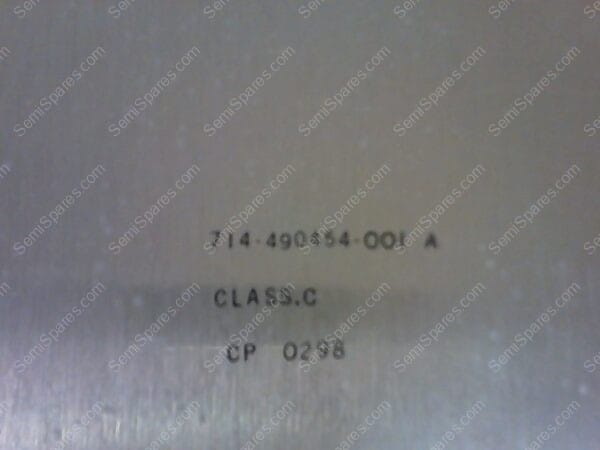 714-490454-001 A
CLASS.C
CP 0298
SemiSpares.com